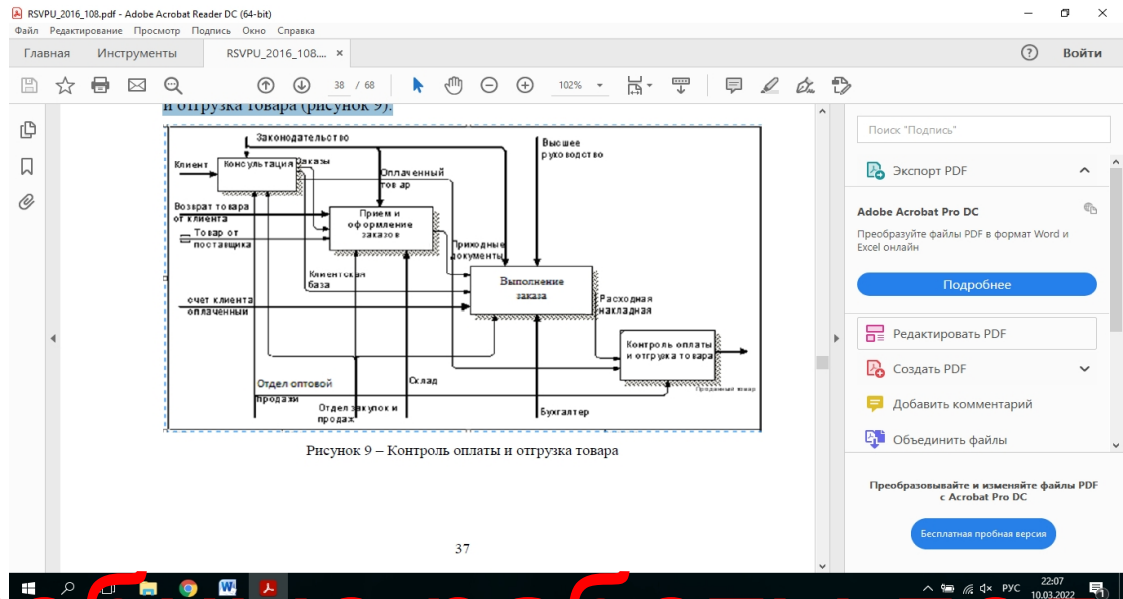 RSVPU_2016_108.pdf - Adobe Acrobat Reader DC (64-bit)
Файл Редактирование Просмотр Подпись Окно Справка
Главная Инструменты RSVPU_2016_108.... × Войти
38 / 68 102%
и отгрузка товара (рисунок 9).
Законодательство
Высшее
руководство
Клиент
Консультация
Заказы
Оплаченный
товар
Возврат товара
от клиента
Прием и
оформление
заказов
Товар от
поставщика
Приходные
документы
Клиентская
база
Выполнение
заказа
счет клиента
оплаченный
Расходная
накладная
Контроль оплаты
и отгрузка товара
Проданный товар
Отдел оптовой
продажи
Склад
Отдел закупок и
продаж
Бухгалтер
Рисунок 9 – Контроль оплаты и отгрузка товара
37
Поиск "Подпись"
Экспорт PDF
Adobe Acrobat Pro DC
Преобразуйте файлы PDF в формат Word и
Excel онлайн
Подробнее
Редактировать PDF
Создать PDF
Добавить комментарий
Объединить файлы
Преобразовывайте и изменяйте файлы PDF
с Acrobat Pro DC
Бесплатная пробная версия
РУС
22:07
10.03.2022